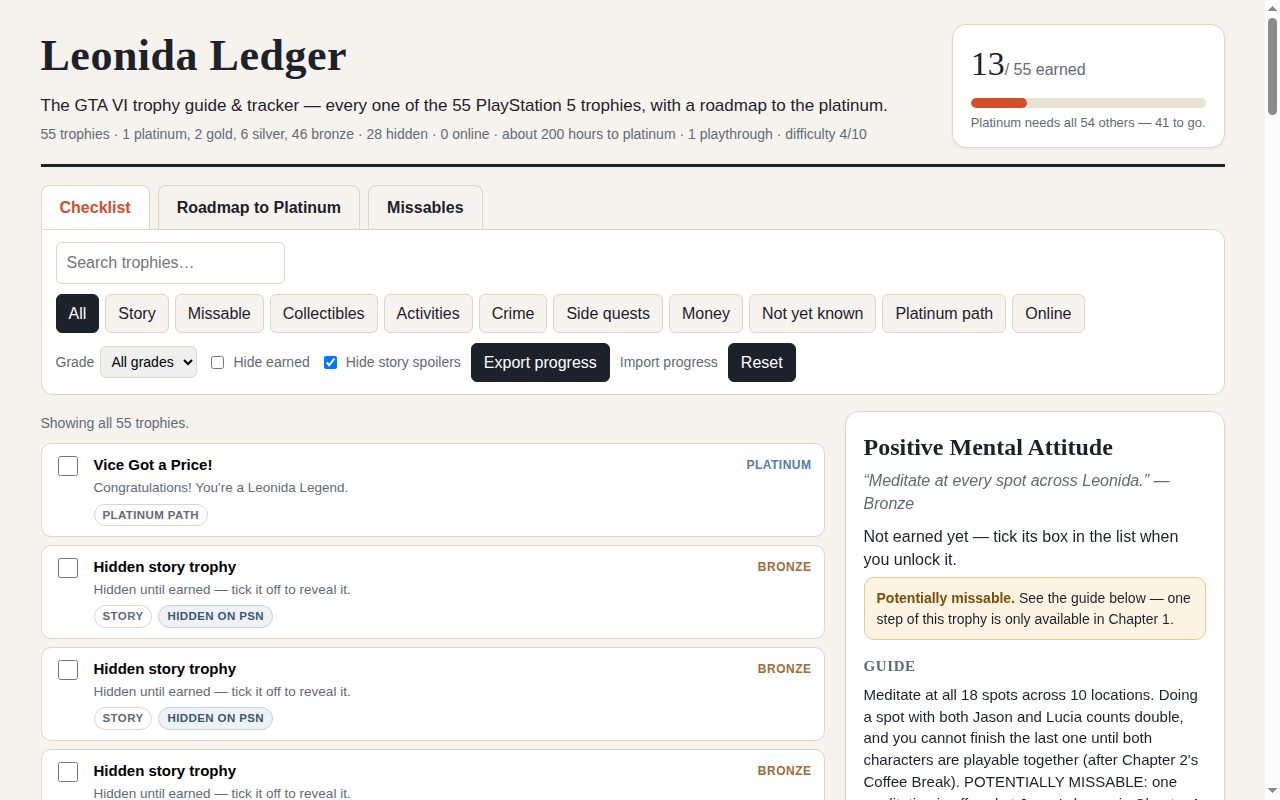 Leonida Ledger
The GTA VI trophy guide & tracker — every one of the 55 PlayStation 5 trophies, with a roadmap to the platinum.
55 trophies · 1 platinum, 2 gold, 6 silver, 46 bronze · 28 hidden · 0 online · about 200 hours to platinum · 1 playthrough · difficulty 4/10
13 / 55 earned
Platinum needs all 54 others — 41 to go.
Checklist
Roadmap to Platinum
Missables
Search trophies…
All
Story
Missable
Collectibles
Activities
Crime
Side quests
Money
Not yet known
Platinum path
Online
Grade
All grades
Hide earned
Hide story spoilers
Export progress
Import progress
Reset
Showing all 55 trophies.
Vice Got a Price!
PLATINUM
Congratulations! You're a Leonida Legend.
PLATINUM PATH
Hidden story trophy
BRONZE
Hidden until earned — tick it off to reveal it.
STORY
HIDDEN ON PSN
Hidden story trophy
BRONZE
Hidden until earned — tick it off to reveal it.
STORY
HIDDEN ON PSN
Hidden story trophy
BRONZE
Hidden until earned — tick it off to reveal it.
Positive Mental Attitude
“Meditate at every spot across Leonida.” —
Bronze
Not earned yet — tick its box in the list when
you unlock it.
Potentially missable. See the guide below — one
step of this trophy is only available in Chapter 1.
GUIDE
Meditate at all 18 spots across 10 locations. Doing
a spot with both Jason and Lucia counts double,
and you cannot finish the last one until both
characters are playable together (after Chapter 2's
Coffee Break). POTENTIALLY MISSABLE: one